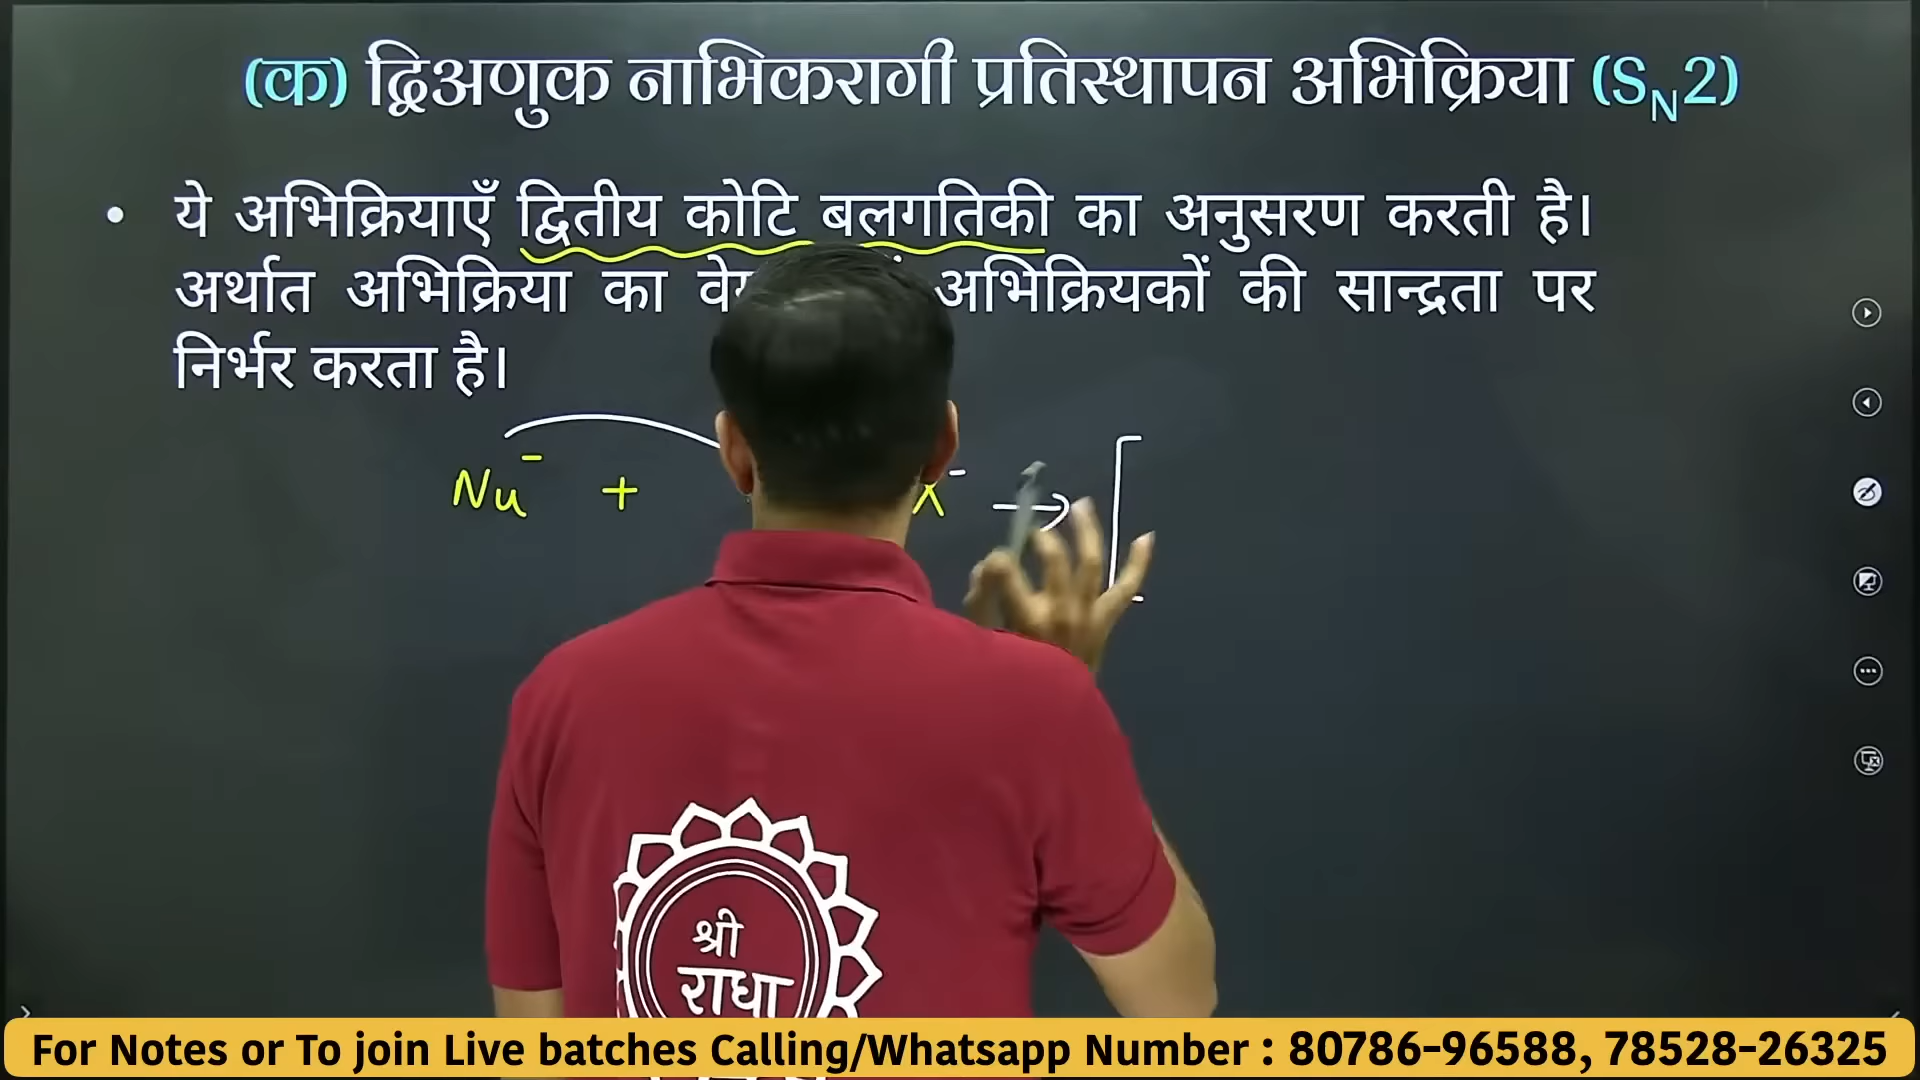 (क) द्विअणुक नाभिकरागी प्रतिस्थापन अभिक्रिया (SN2)
• ये अभिक्रियाएँ द्वितीय कोटि बलगतिकी का अनुसरण करती है।
अर्थात अभिक्रिया का अभिक्रियकों की सान्द्रता पर
निर्भर करता है।
Nu⁻ + X⁻ → [
श्री
राधा
For Notes or To join Live batches Calling/Whatsapp Number : 80786-96588, 78528-26325